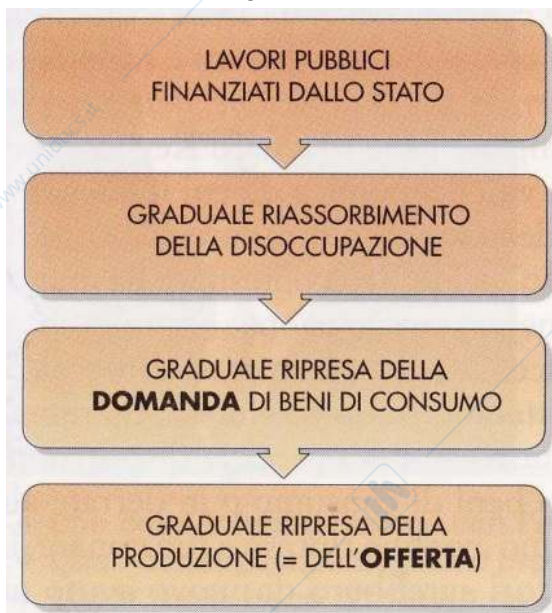 LAVORI PUBBLICI
FINANZIATI DALLO STATO
GRADUALE RIASSORBIMENTO
DELLA DISOCCUPAZIONE
GRADUALE RIPRESA DELLA
DOMANDA DI BENI DI CONSUMO
GRADUALE RIPRESA DELLA
PRODUZIONE (= DELL'OFFERTA)